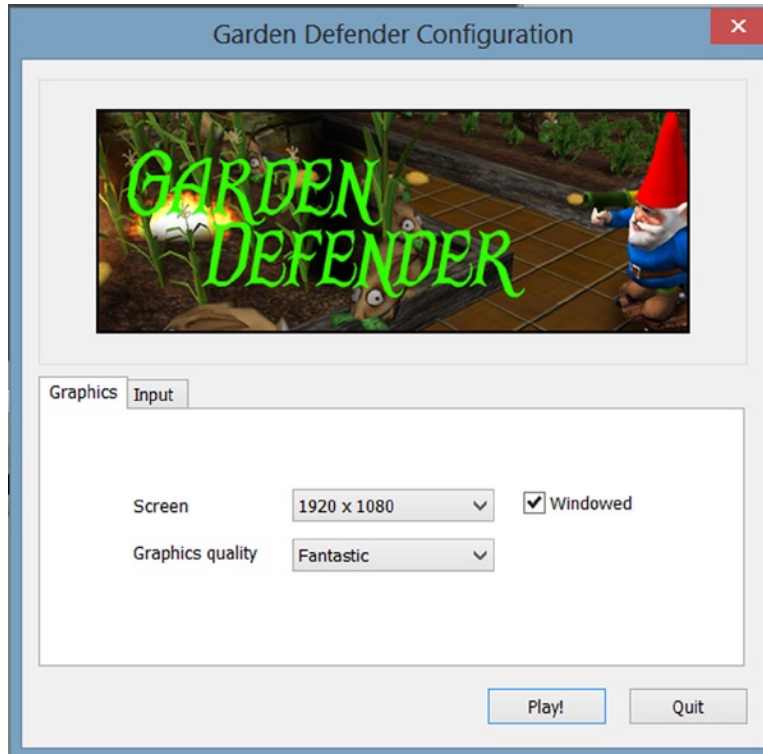 Garden Defender Configuration
GARDEN
DEFENDER
Graphics Input
Screen 1920 x 1080 Windowed
Graphics quality Fantastic
Play! Quit